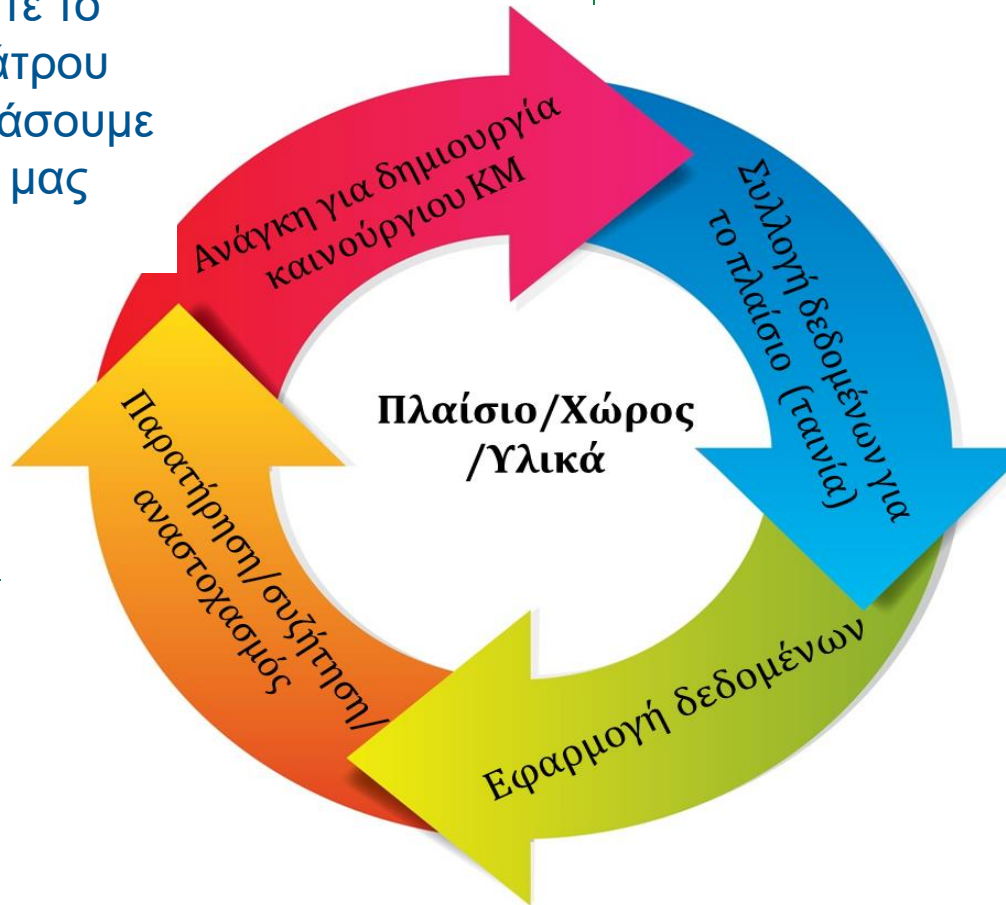 τε το
άτρου
άσουμε
μας
Ανάγκη για δημιουργία
καινούργιου ΚΜ
Συλλογή δεδομένων για
το πλαίσιο (ταινία)
Πλαίσιο/Χώρος
/Υλικά
Παρατήρηση/συζήτηση/
αναστοχασμός
Εφαρμογή δεδομένων